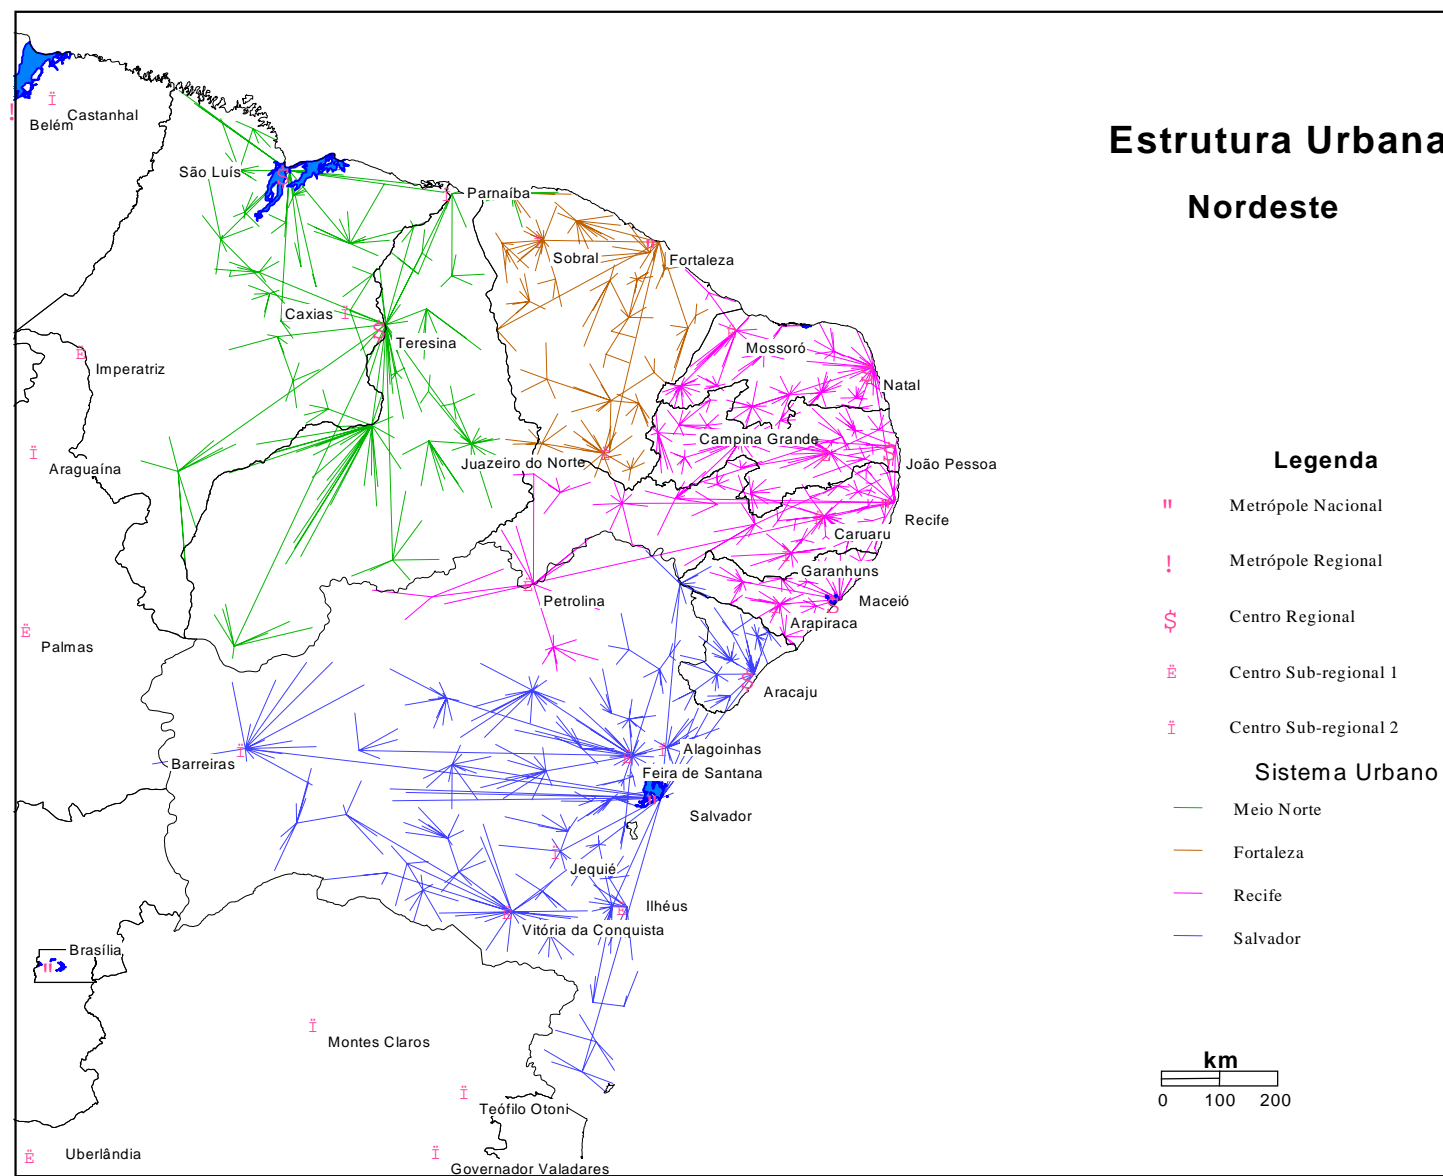 Estrutura Urbana
Nordeste
Castanhal
Belém
São Luís
Parnaíba
Sobral
Fortaleza
Caxias
Teresina
Mossoró
Imperatriz
Natal
Campina Grande
Juazeiro do Norte
João Pessoa
Araguaína
Recife
Caruaru
Garanhuns
Petrolina
Maceió
Arapiraca
Palmas
Aracaju
Alagoinhas
Barreiras
Feira de Santana
Salvador
Jequié
Ilhéus
Vitória da Conquista
Brasília
Montes Claros
Teófilo Otoni
Uberlândia
Governador Valadares
Legenda
" Metrópole Nacional
! Metrópole Regional
$ Centro Regional
Ë Centro Sub-regional 1
Ï Centro Sub-regional 2
Sistema Urbano
Meio Norte
Fortaleza
Recife
Salvador
km
0 100 200